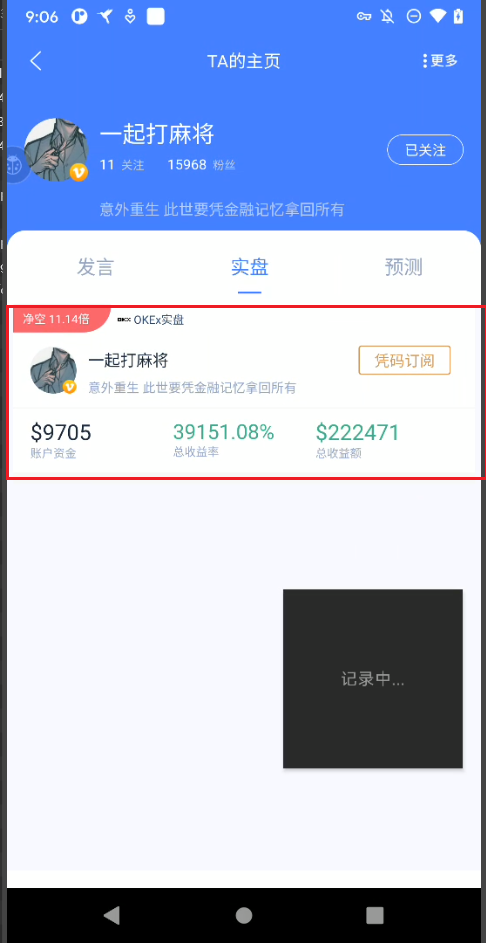 9:06
TA的主页
更多
一起打麻将
11 关注 15968 粉丝
已关注
意外重生 此世要凭金融记忆拿回所有
发言 实盘 预测
净空 11.14倍 OKEx实盘
一起打麻将
意外重生 此世要凭金融记忆拿回所有
凭码订阅
$9705 39151.08% $222471
账户资金 总收益率 总收益额
记录中...